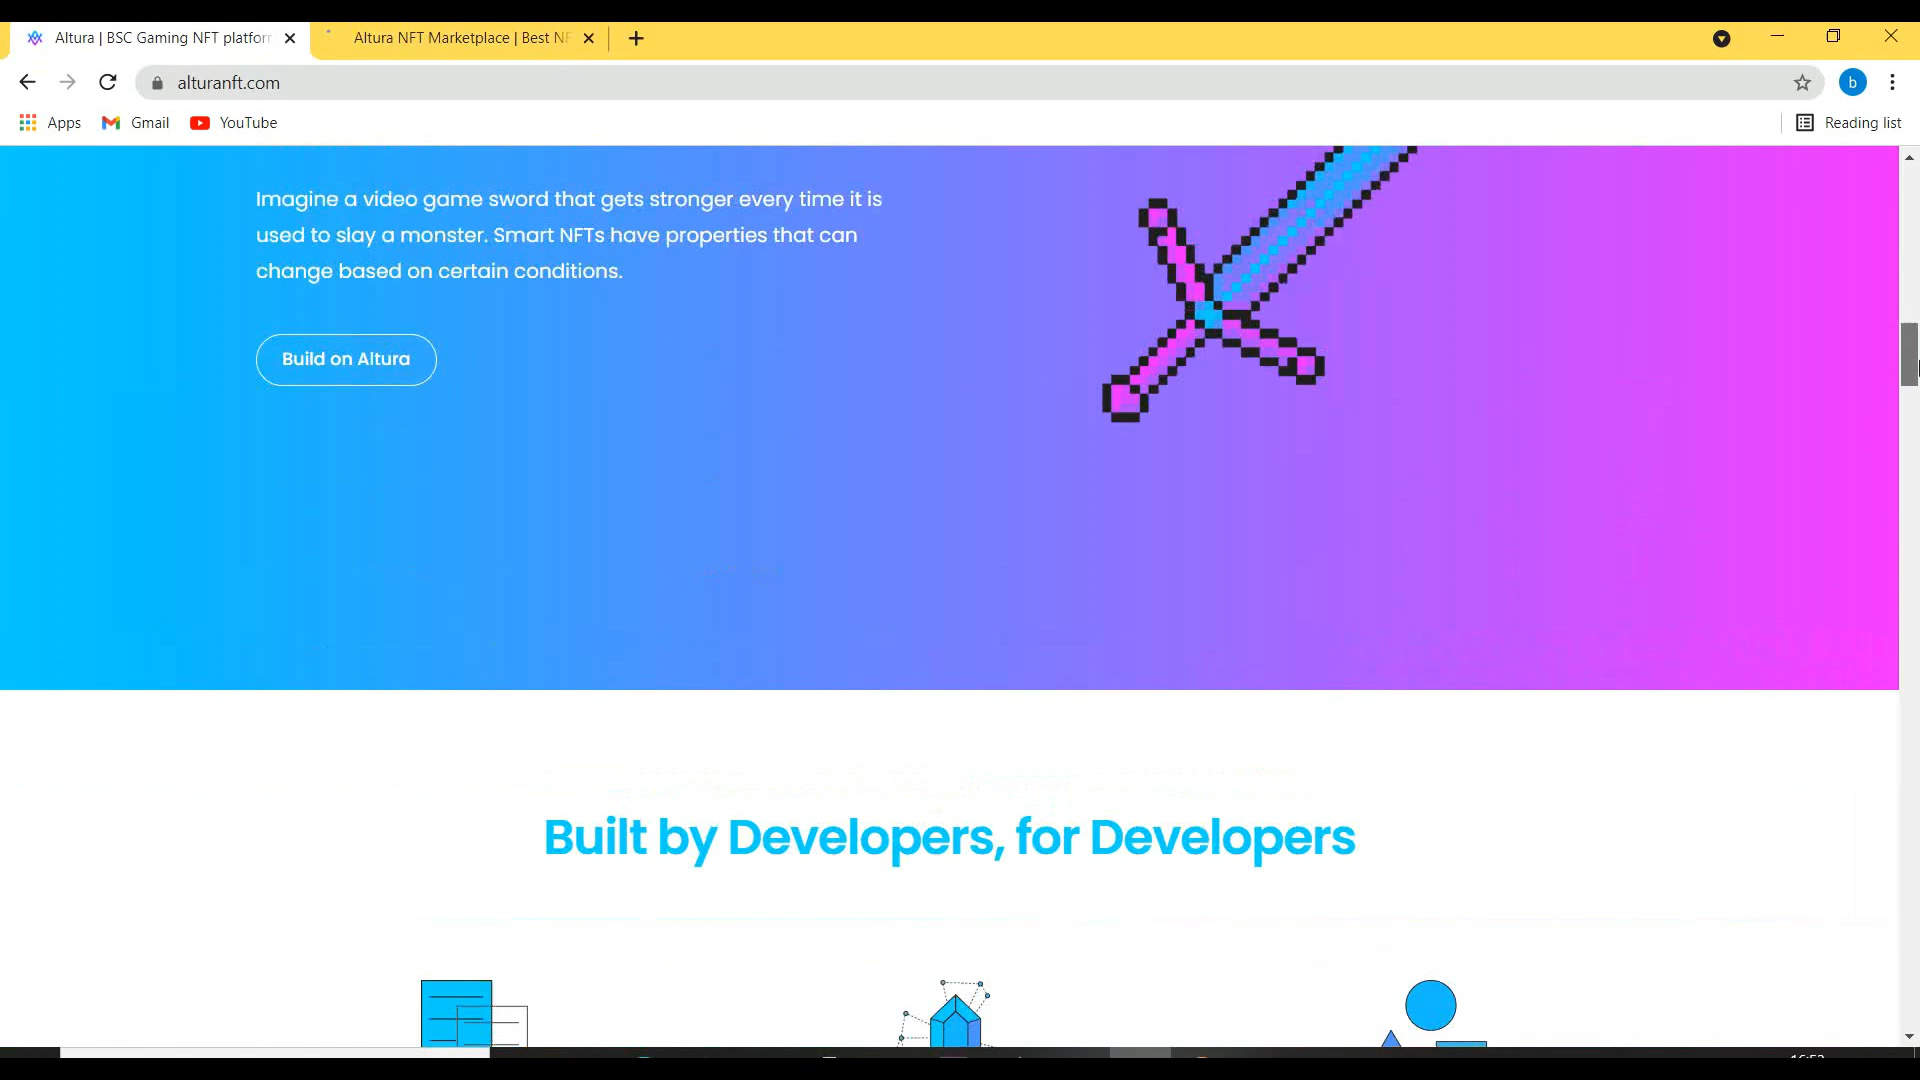 Altura | BSC Gaming NFT platforr
Altura NFT Marketplace | Best NF
alturanft.com
b
Apps
Gmail
YouTube
Reading list
Imagine a video game sword that gets stronger every time it is
used to slay a monster. Smart NFTs have properties that can
change based on certain conditions.
Build on Altura
Built by Developers, for Developers